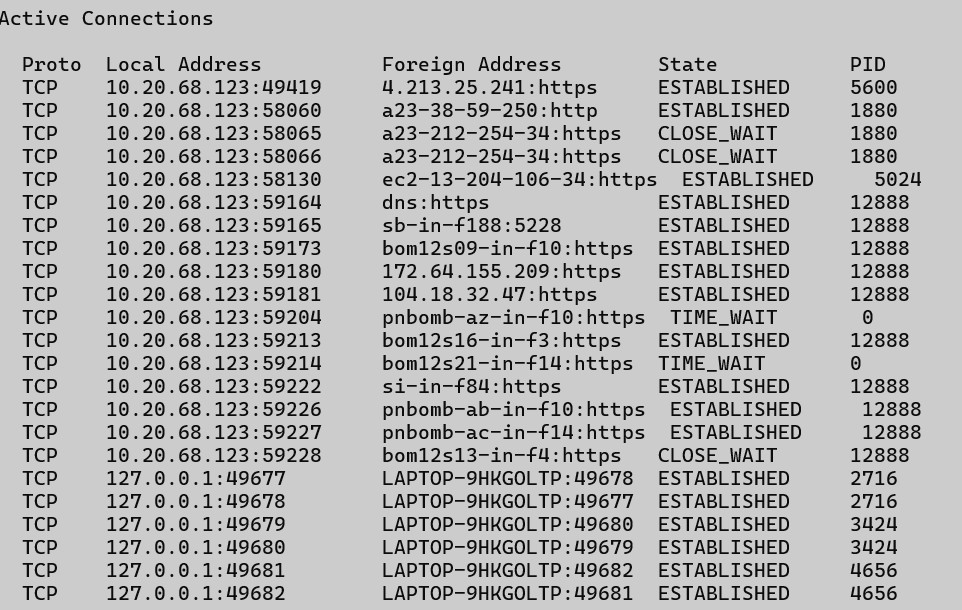 Active Connections
Proto Local Address Foreign Address State PID
TCP 10.20.68.123:49419 4.213.25.241:https ESTABLISHED 5600
TCP 10.20.68.123:58060 a23-38-59-250:http ESTABLISHED 1880
TCP 10.20.68.123:58065 a23-212-254-34:https CLOSE_WAIT 1880
TCP 10.20.68.123:58066 a23-212-254-34:https CLOSE_WAIT 1880
TCP 10.20.68.123:58130 ec2-13-204-106-34:https ESTABLISHED 5024
TCP 10.20.68.123:59164 dns:https ESTABLISHED 12888
TCP 10.20.68.123:59165 sb-in-f188:5228 ESTABLISHED 12888
TCP 10.20.68.123:59173 bom12s09-in-f10:https ESTABLISHED 12888
TCP 10.20.68.123:59180 172.64.155.209:https ESTABLISHED 12888
TCP 10.20.68.123:59181 104.18.32.47:https ESTABLISHED 12888
TCP 10.20.68.123:59204 pnbomb-az-in-f10:https TIME_WAIT 0
TCP 10.20.68.123:59213 bom12s16-in-f3:https ESTABLISHED 12888
TCP 10.20.68.123:59214 bom12s21-in-f14:https TIME_WAIT 0
TCP 10.20.68.123:59222 si-in-f84:https ESTABLISHED 12888
TCP 10.20.68.123:59226 pnbomb-ab-in-f10:https ESTABLISHED 12888
TCP 10.20.68.123:59227 pnbomb-ac-in-f14:https ESTABLISHED 12888
TCP 10.20.68.123:59228 bom12s13-in-f4:https CLOSE_WAIT 12888
TCP 127.0.0.1:49677 LAPTOP-9HKGOLTP:49678 ESTABLISHED 2716
TCP 127.0.0.1:49678 LAPTOP-9HKGOLTP:49677 ESTABLISHED 2716
TCP 127.0.0.1:49679 LAPTOP-9HKGOLTP:49680 ESTABLISHED 3424
TCP 127.0.0.1:49680 LAPTOP-9HKGOLTP:49679 ESTABLISHED 3424
TCP 127.0.0.1:49681 LAPTOP-9HKGOLTP:49682 ESTABLISHED 4656
TCP 127.0.0.1:49682 LAPTOP-9HKGOLTP:49681 ESTABLISHED 4656